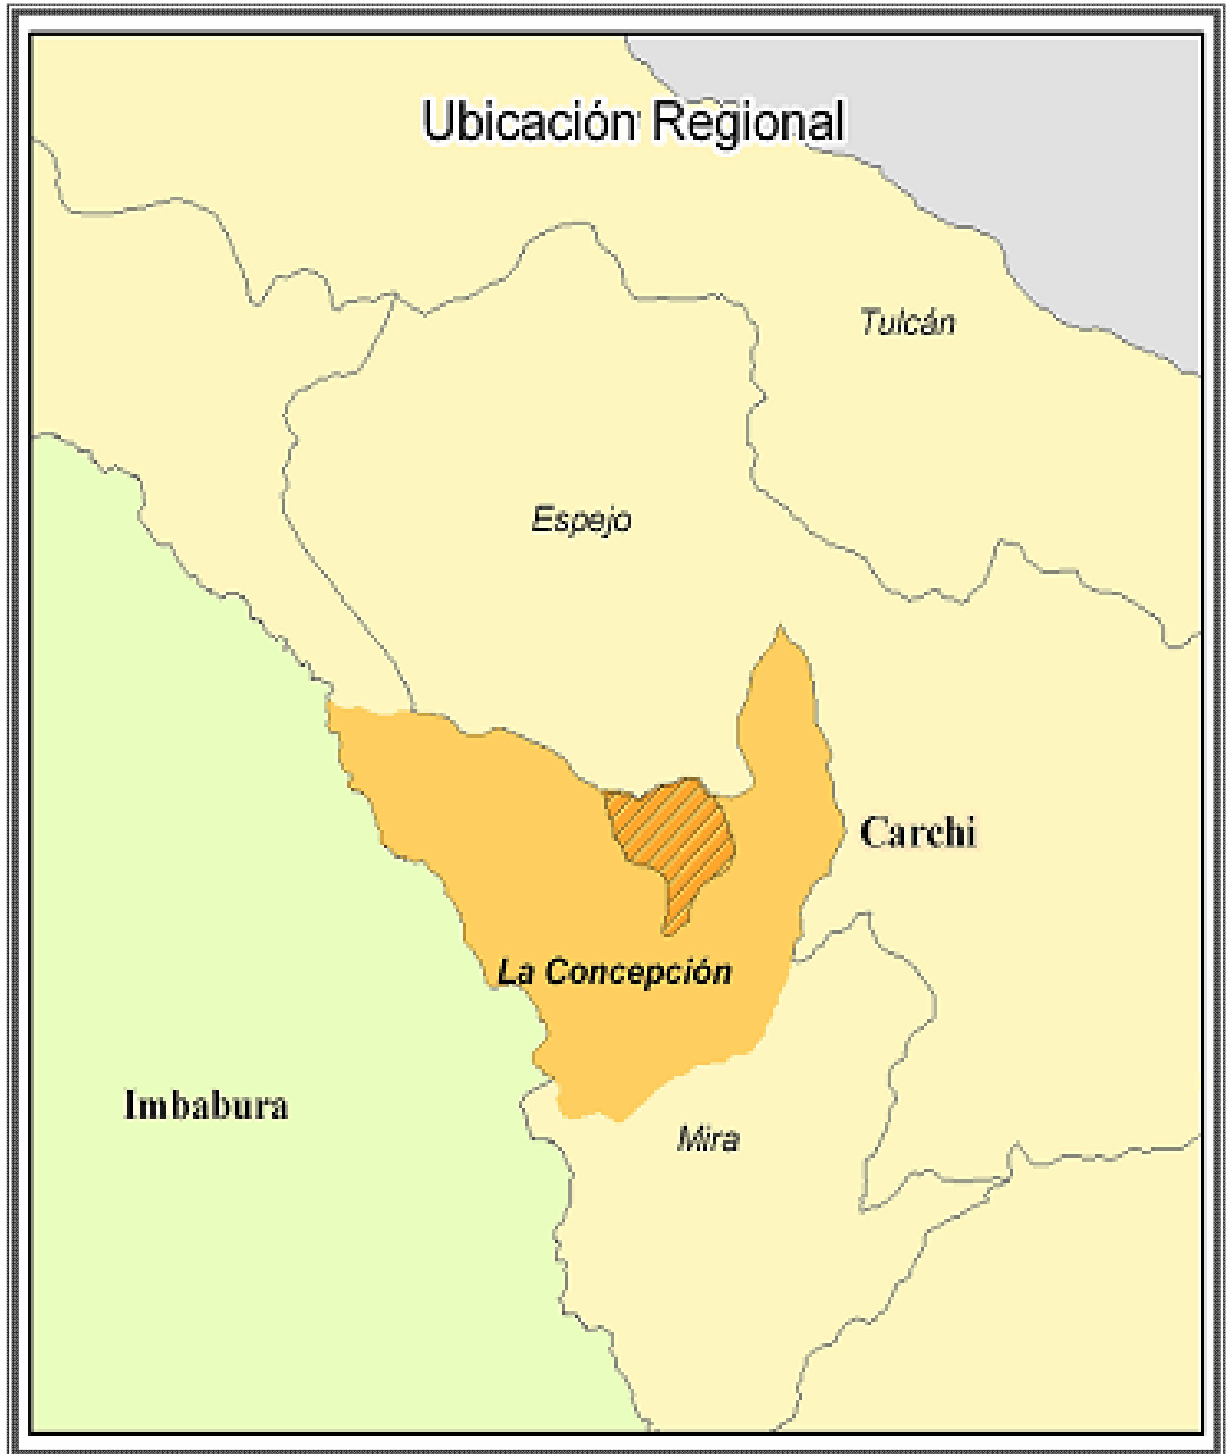 Ubicación Regional
Tulcán
Espejo
Carchi
La Concepción
Imbabura
Mira